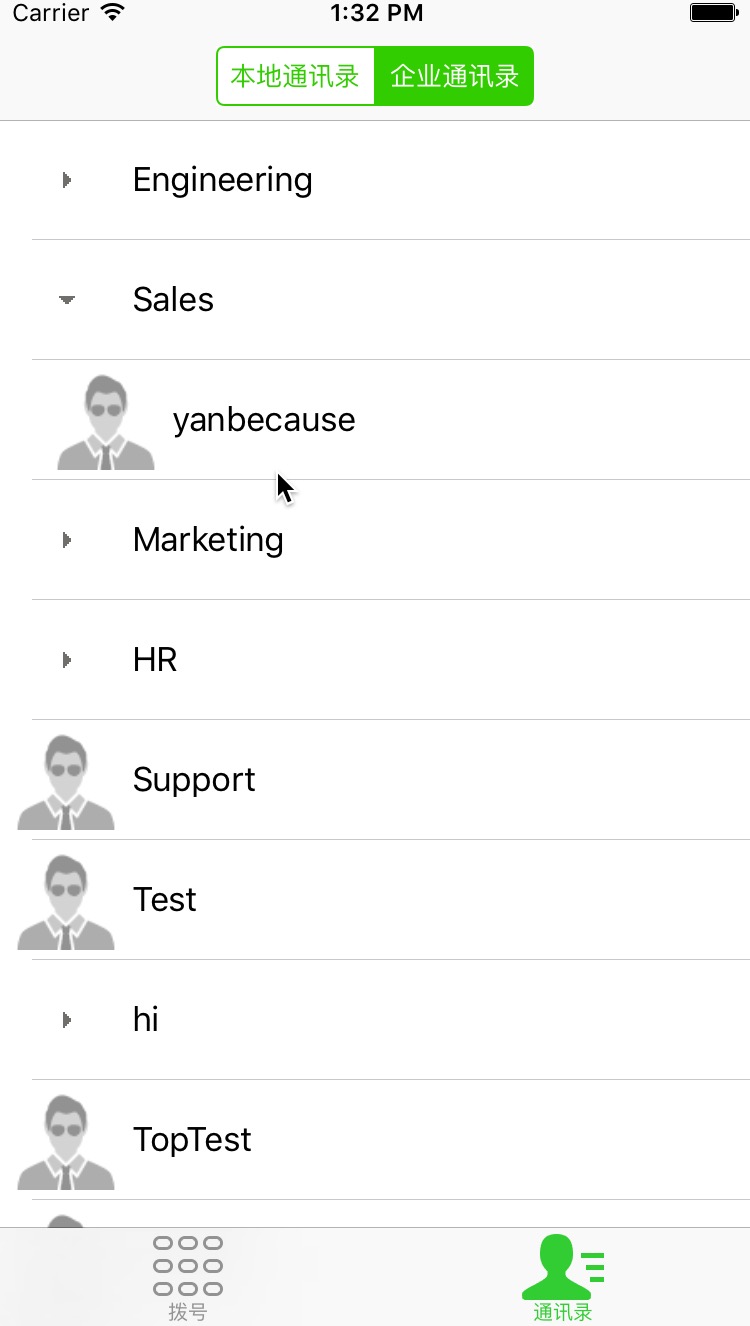 Carrier 1:32 PM
本地通讯录 企业通讯录
Engineering
Sales
yanbecause
Marketing
HR
Support
Test
hi
TopTest
拨号 通讯录